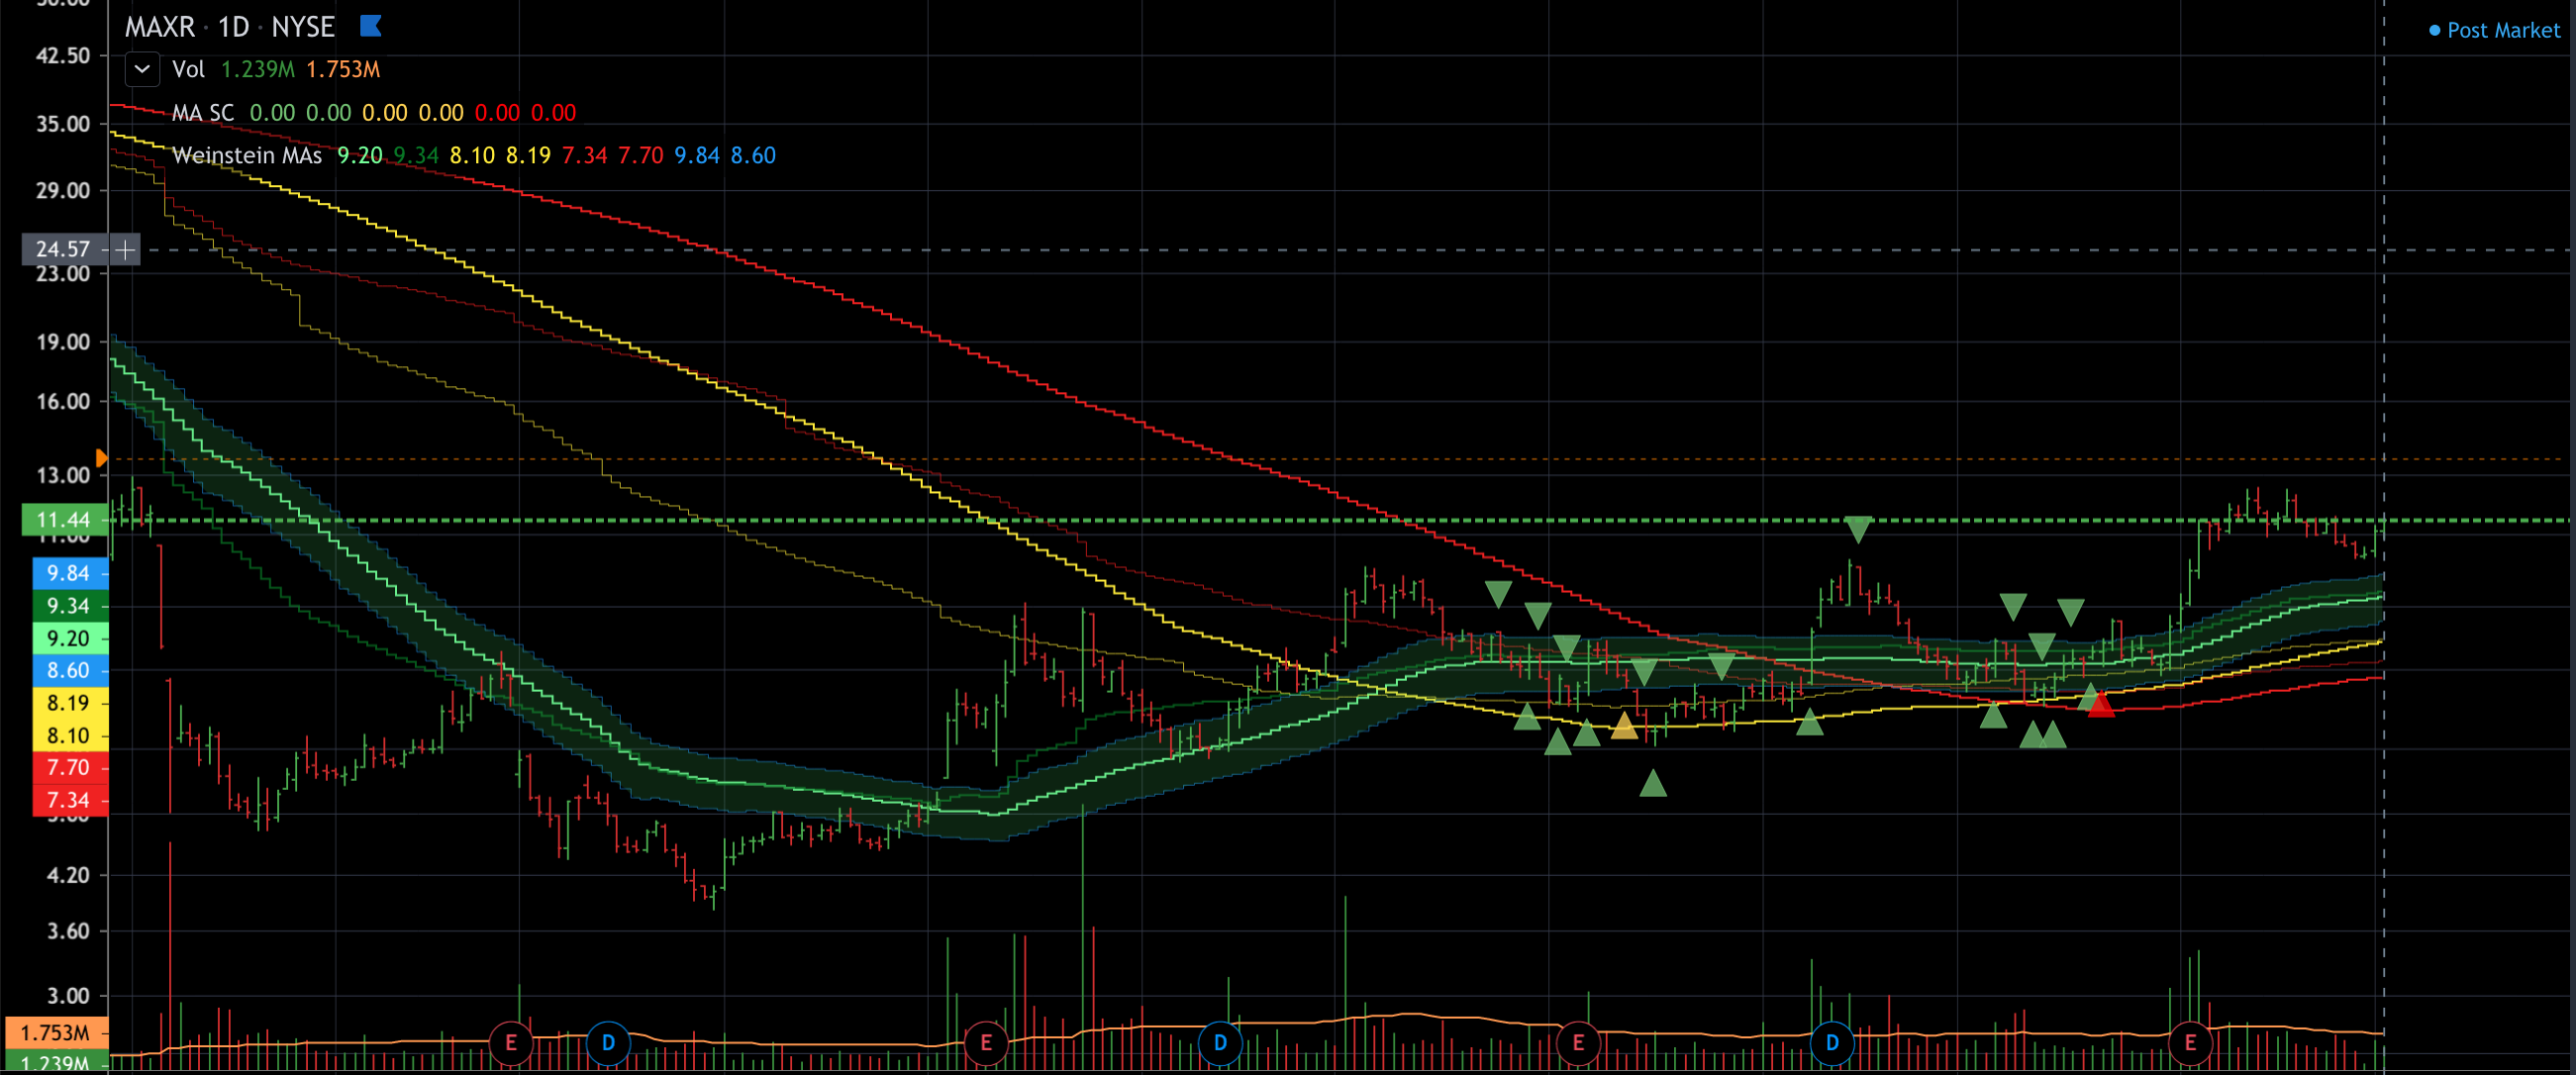 MAXR · 1D · NYSE
Post Market
Vol 1.239M 1.753M
MA SC 0.00 0.00 0.00 0.00 0.00 0.00
Weinstein MAs 9.20 9.34 8.10 8.19 7.34 7.70 9.84 8.60
42.50
35.00
29.00
24.57
23.00
19.00
16.00
13.00
11.44
11.00
9.84
9.34
9.20
8.60
8.19
8.10
7.70
7.34
4.20
3.60
3.00
1.753M
1.239M
E D E D E D E